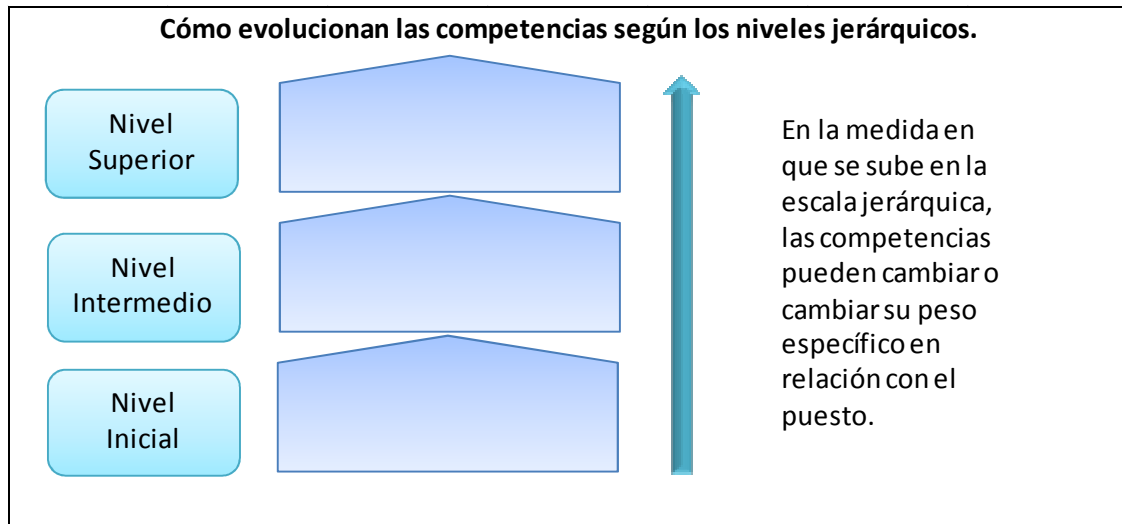 Cómo evolucionan las competencias según los niveles jerárquicos.
Nivel
Superior
Nivel
Intermedio
Nivel
Inicial
En la medida en
que se sube en la
escala jerárquica,
las competencias
pueden cambiar o
cambiar su peso
específico en
relación con el
puesto.